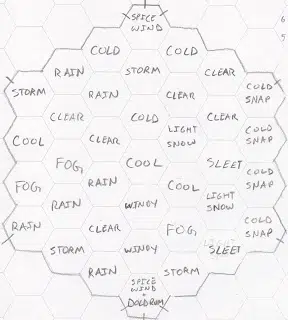 SPICE
WIND
6
5
COLD
COLD
RAIN
STORM
CLEAR
STORM
RAIN
CLEAR
COLD
SNAP
CLEAR
COLD
CLEAR
COOL
CLEAR
LIGHT
SNOW
COLD
SNAP
FOG
COOL
SLEET
FOG
RAIN
COOL
COLD
SNAP
RAIN
WINDY
LIGHT
SNOW
RAIN
CLEAR
FOG
COLD
SNAP
STORM
WINDY
SLEET
RAIN
STORM
SPICE
WIND
+
DOLDRUM